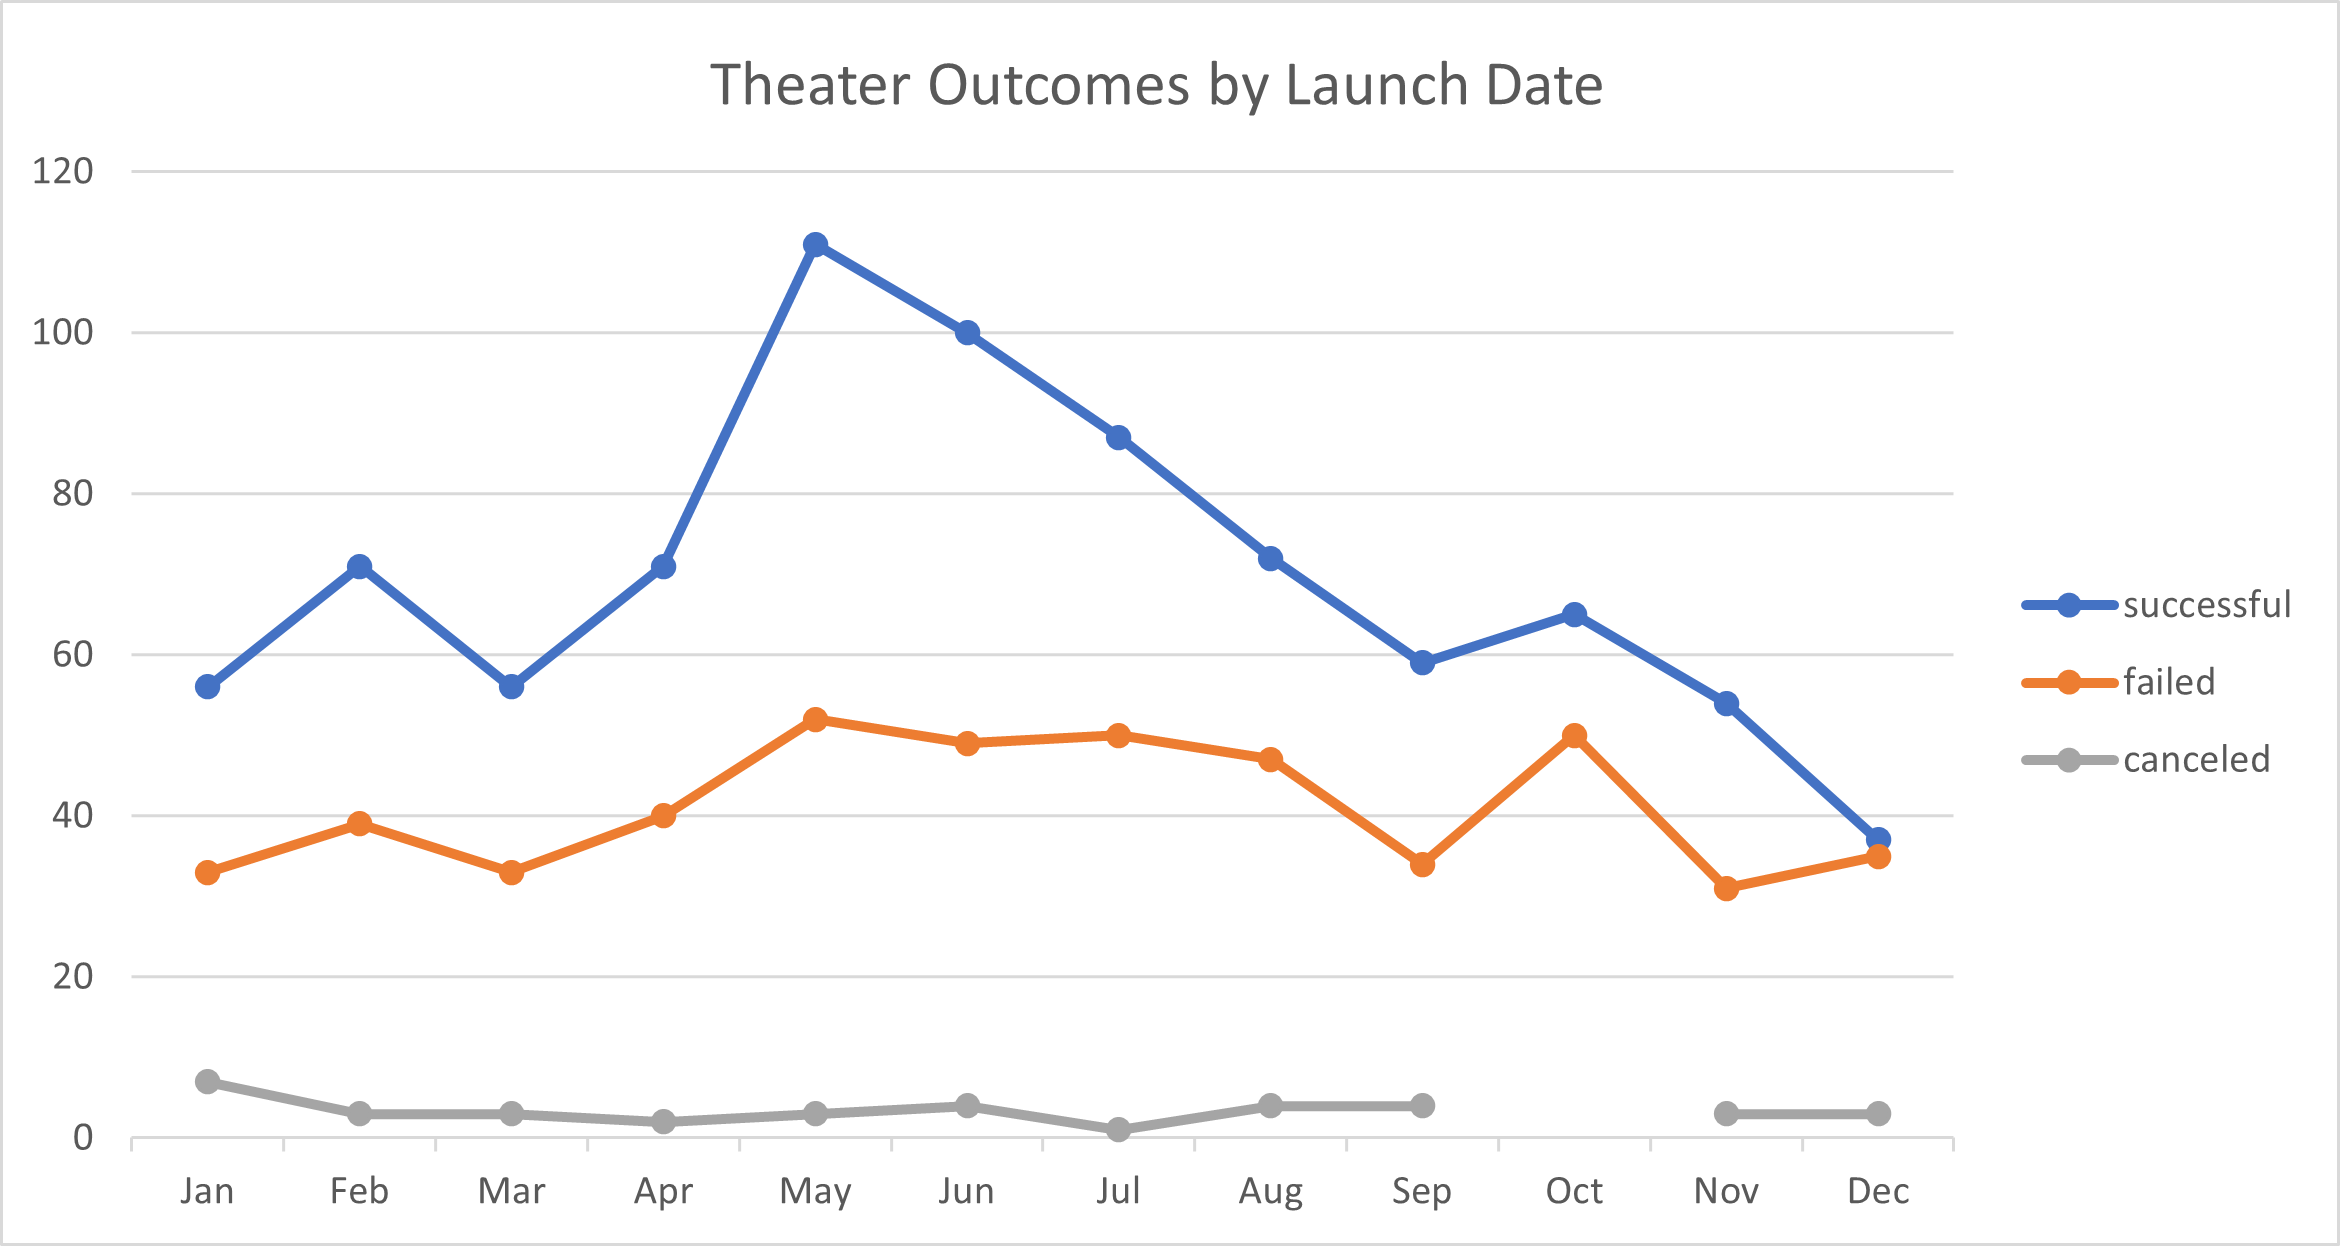 Theater Outcomes by Launch Date
120
100
80
60
40
20
0
Jan Feb Mar Apr May Jun Jul Aug Sep Oct Nov Dec
successful
failed
canceled